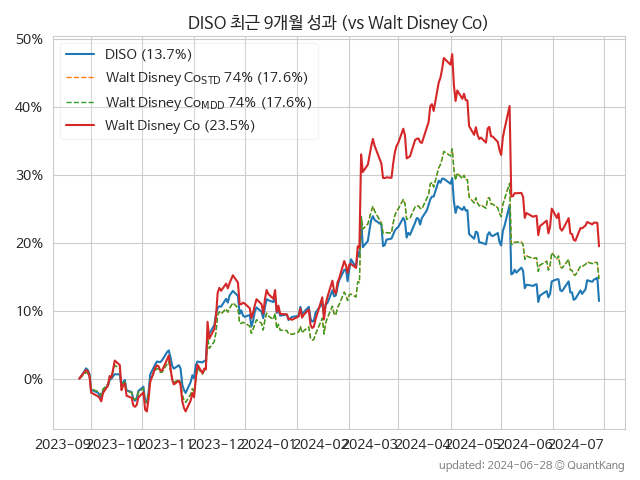 DISO 최근 9개월 성과 (vs Walt Disney Co)
50%
40%
30%
20%
10%
0%
DISO (13.7%)
Walt Disney CoSTD 74% (17.6%)
Walt Disney CoMDD 74% (17.6%)
Walt Disney Co (23.5%)
2023-09 2023-10 2023-11 2023-12 2024-01 2024-02 2024-03 2024-04 2024-05 2024-06 2024-07
updated: 2024-06-28 © QuantKang